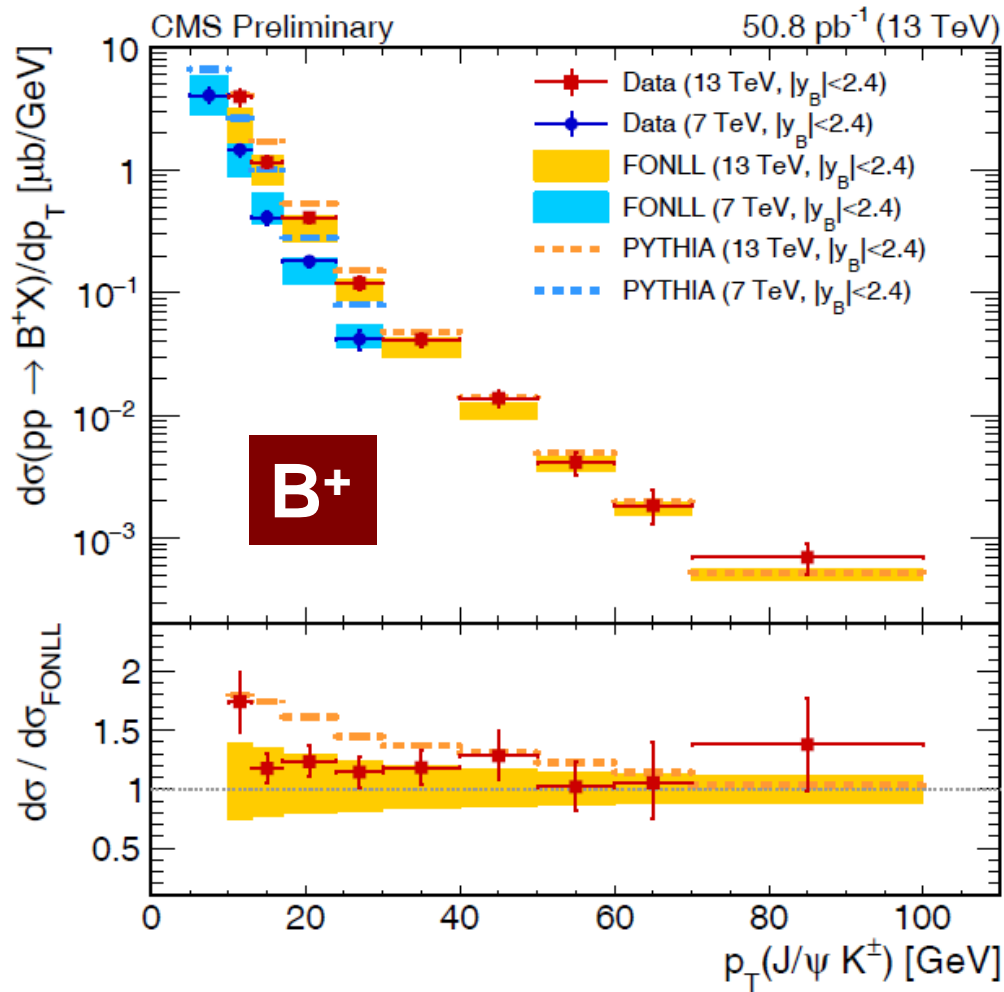 CMS Preliminary 50.8 pb⁻¹ (13 TeV)
dσ(pp → B⁺X)/dp_T [μb/GeV]
10
1
10⁻¹
10⁻²
10⁻³
Data (13 TeV, |y_B|<2.4)
Data (7 TeV, |y_B|<2.4)
FONLL (13 TeV, |y_B|<2.4)
FONLL (7 TeV, |y_B|<2.4)
PYTHIA (13 TeV, |y_B|<2.4)
PYTHIA (7 TeV, |y_B|<2.4)
B⁺
dσ / dσ_FONLL
2
1.5
1
0.5
0 20 40 60 80 100
p_T(J/ψ K^±) [GeV]